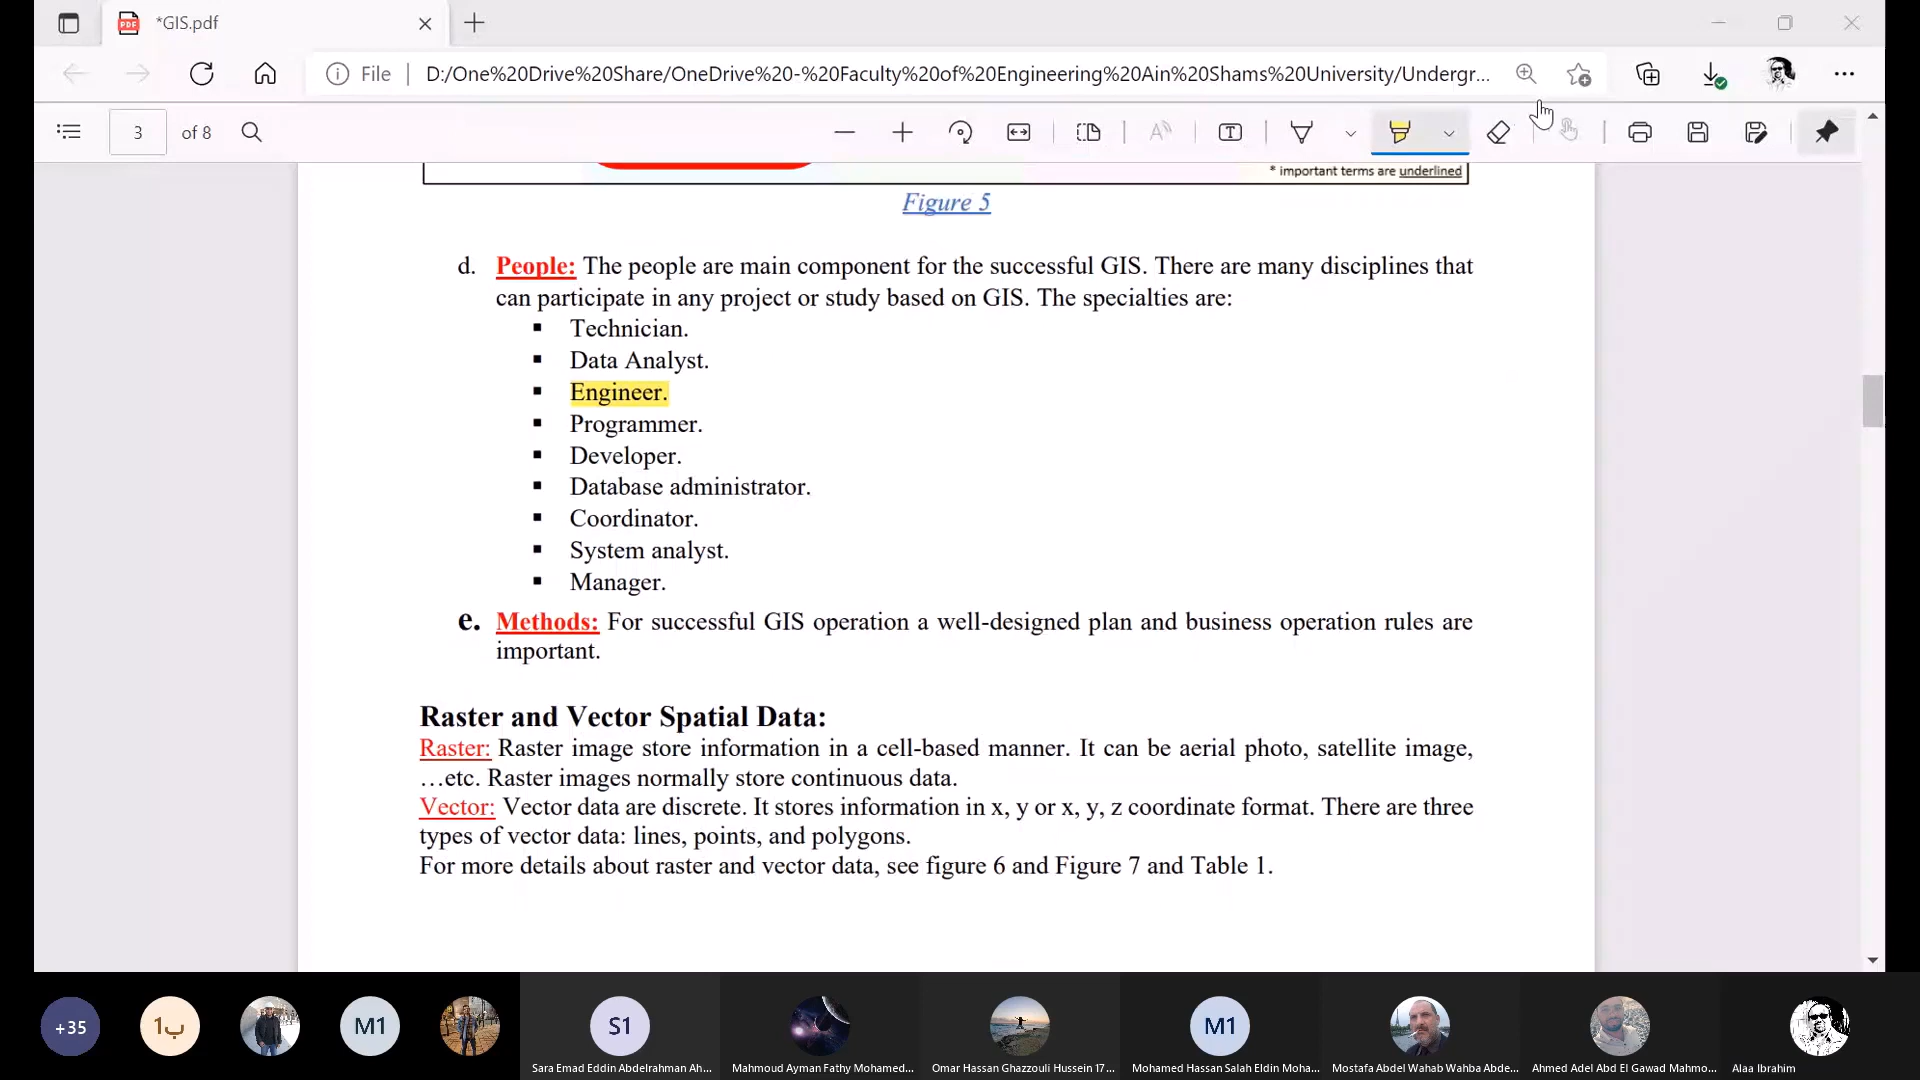 *GIS.pdf
File
D:/One%20Drive%20Share/OneDrive%20-%20Faculty%20of%20Engineering%20Ain%20Shams%20University/Undergr...
3 of 8
* important terms are underlined
Figure 5
d. People: The people are main component for the successful GIS. There are many disciplines that
can participate in any project or study based on GIS. The specialties are:
▪ Technician.
▪ Data Analyst.
▪ Engineer.
▪ Programmer.
▪ Developer.
▪ Database administrator.
▪ Coordinator.
▪ System analyst.
▪ Manager.
e. Methods: For successful GIS operation a well-designed plan and business operation rules are
important.
Raster and Vector Spatial Data:
Raster: Raster image store information in a cell-based manner. It can be aerial photo, satellite image,
…etc. Raster images normally store continuous data.
Vector: Vector data are discrete. It stores information in x, y or x, y, z coordinate format. There are three
types of vector data: lines, points, and polygons.
For more details about raster and vector data, see figure 6 and Figure 7 and Table 1.
+35 ب1 M1 S1 M1
Sara Emad Eddin Abdelrahman Ah... Mahmoud Ayman Fathy Mohamed... Omar Hassan Ghazzouli Hussein 17... Mohamed Hassan Salah Eldin Moha... Mostafa Abdel Wahab Wahba Abde... Ahmed Adel Abd El Gawad Mahmo... Alaa Ibrahim